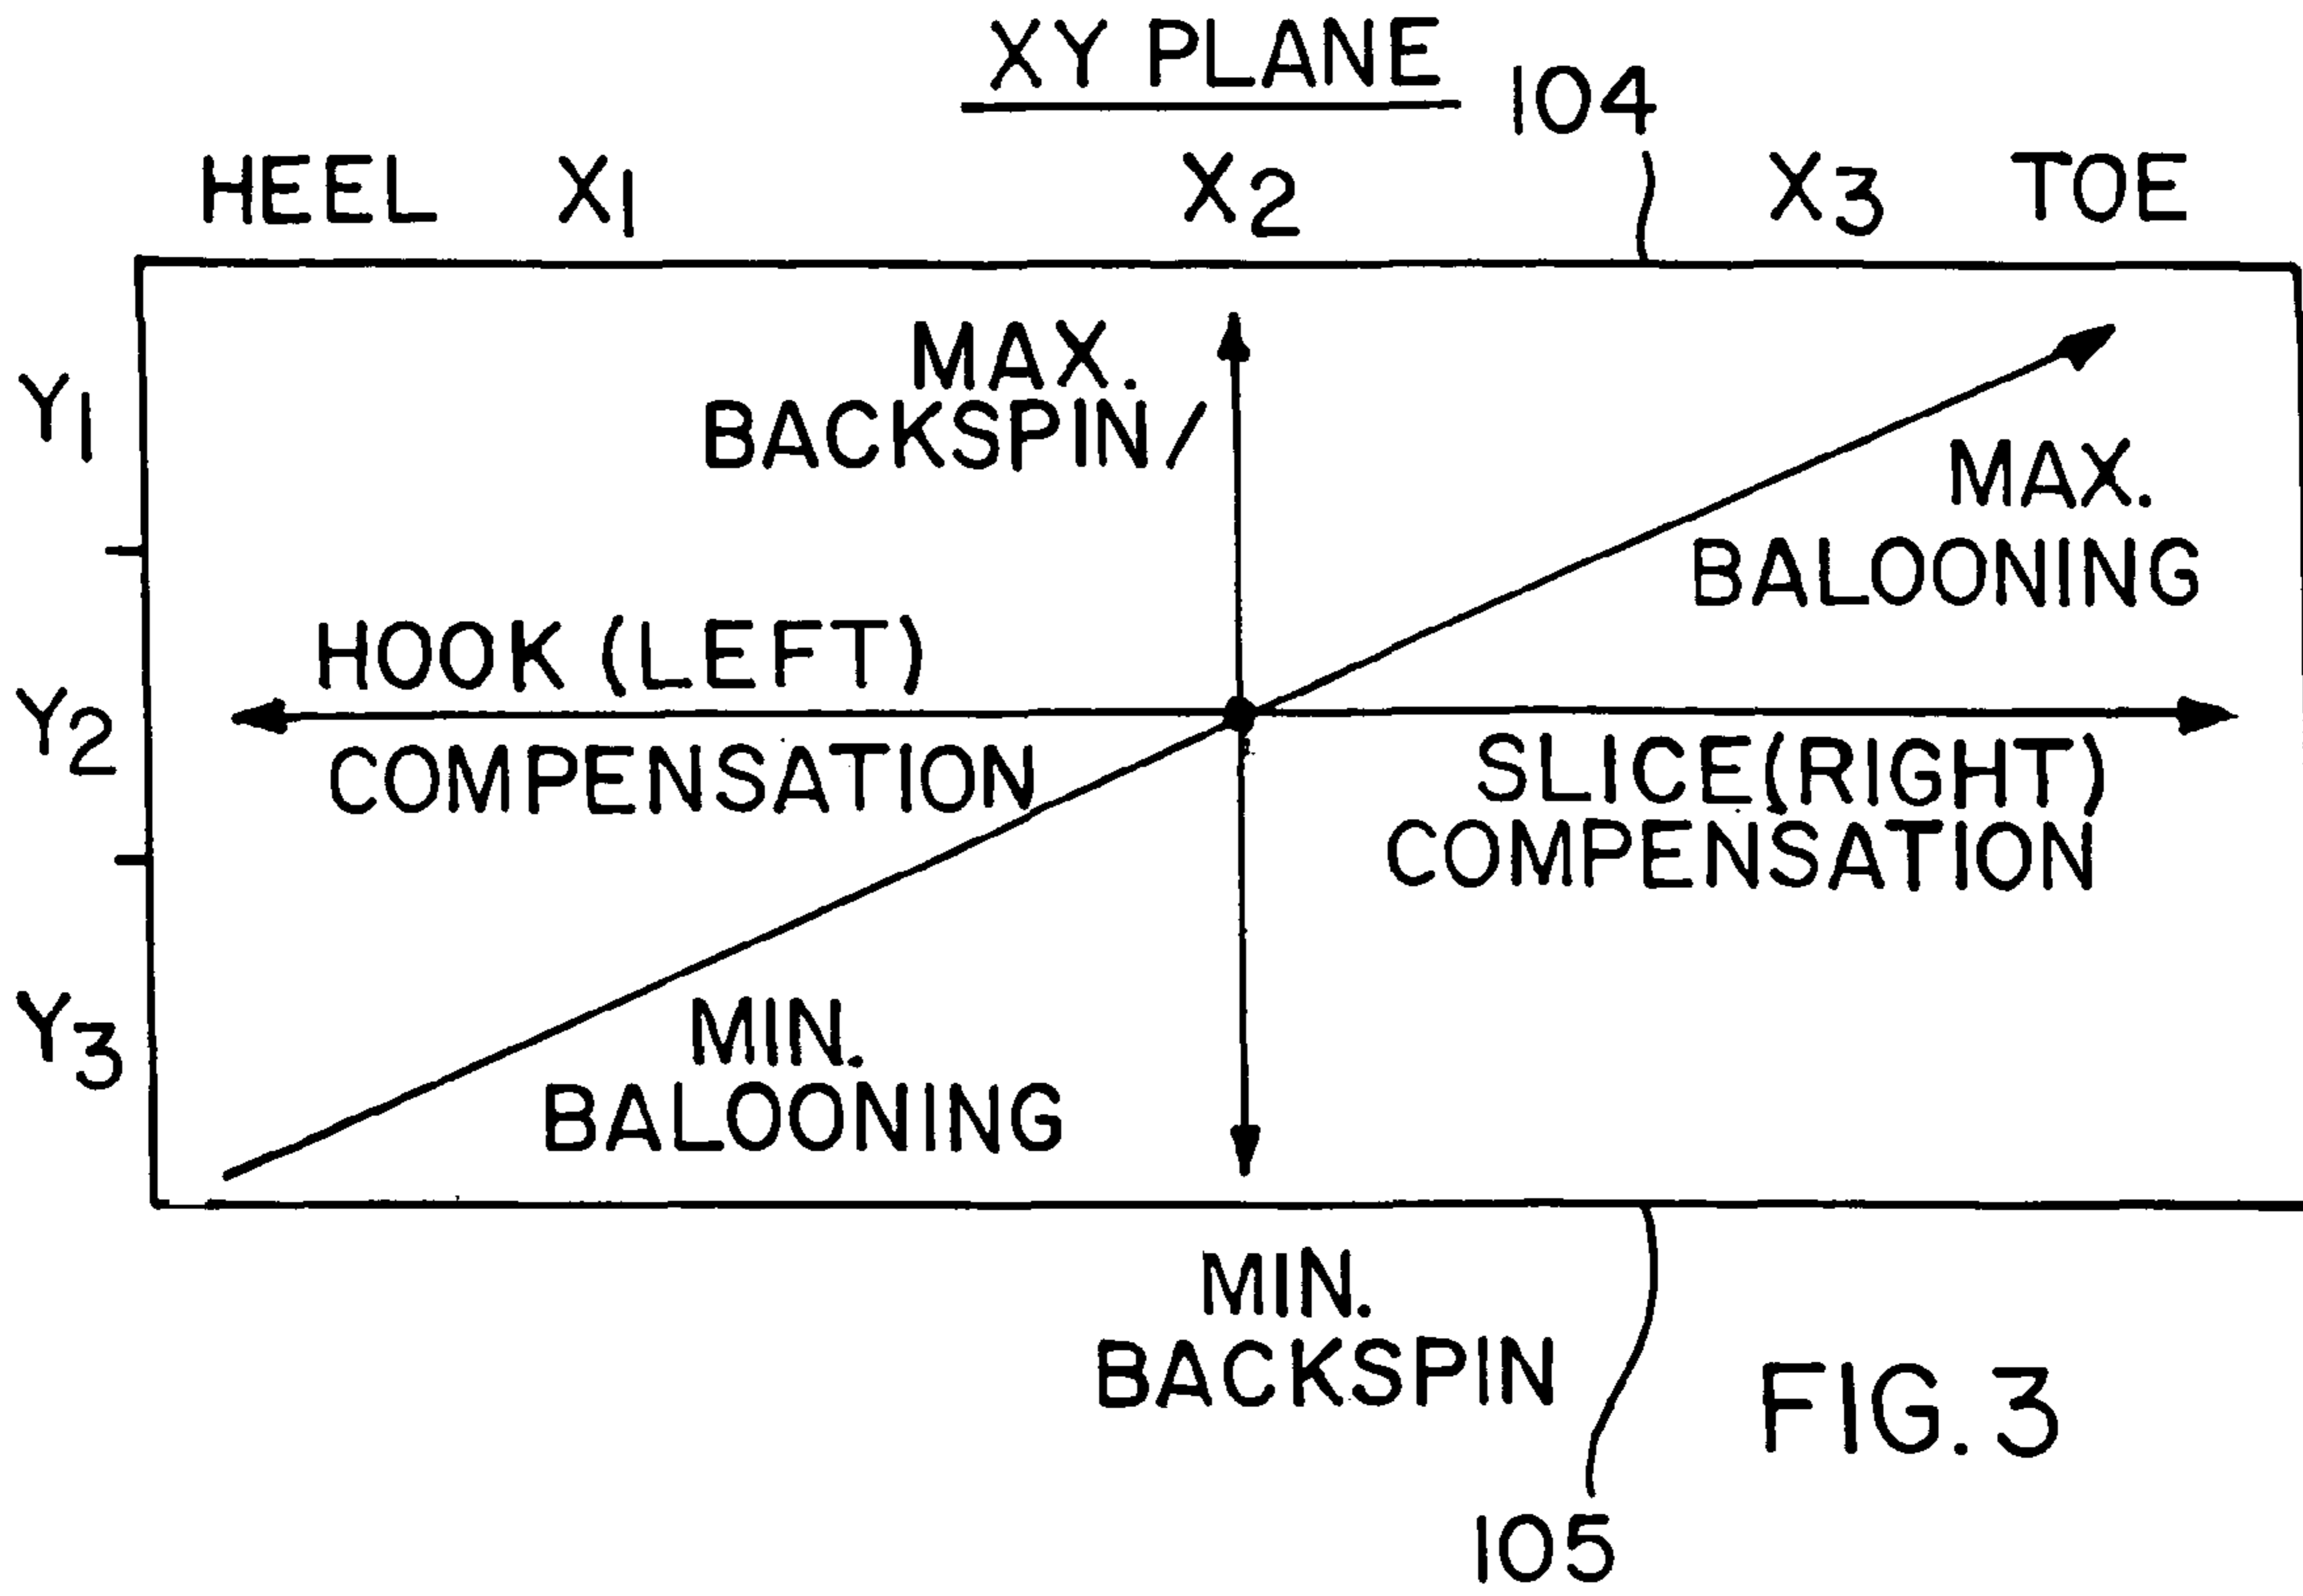 XY PLANE
104
HEEL X1 X2 X3 TOE
MAX.
BACKSPIN/
Y1
MAX.
BALOONING
HOOK (LEFT)
COMPENSATION
Y2
SLICE(RIGHT)
COMPENSATION
Y3
MIN.
BALOONING
MIN.
BACKSPIN
FIG. 3
105